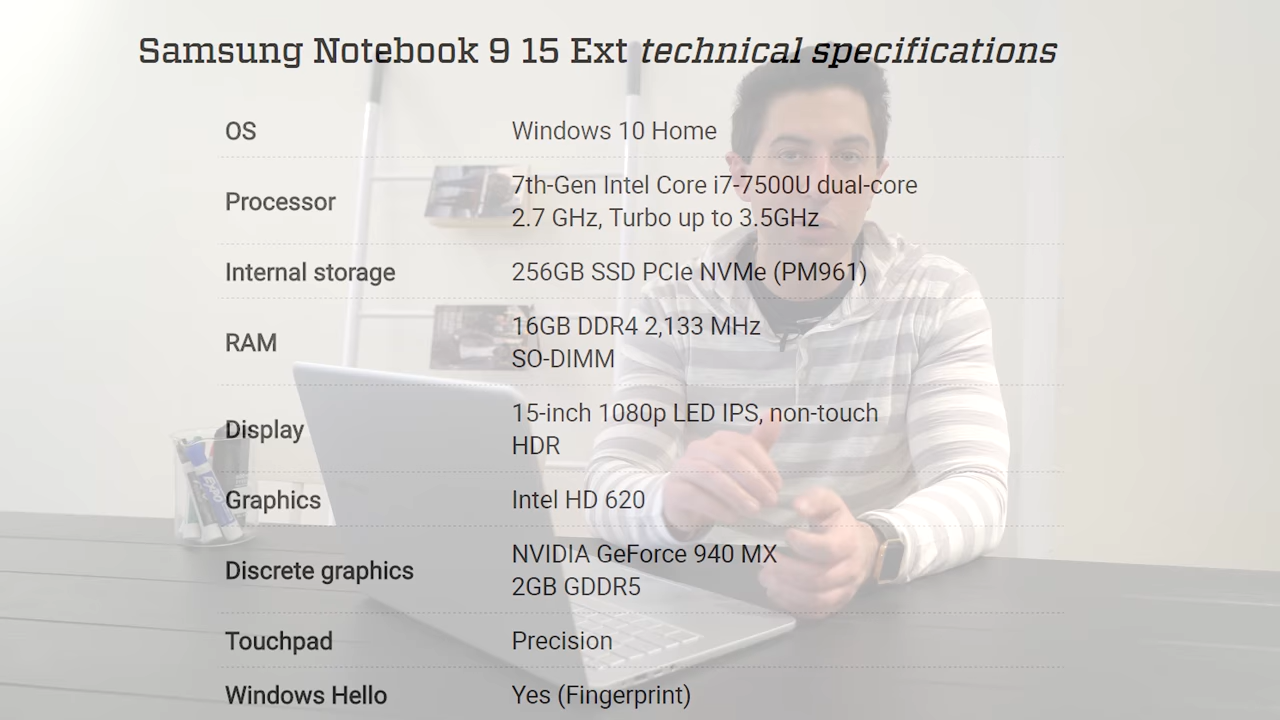 Samsung Notebook 9 15 Ext technical specifications
OS
Windows 10 Home
Processor
7th-Gen Intel Core i7-7500U dual-core
2.7 GHz, Turbo up to 3.5GHz
Internal storage
256GB SSD PCIe NVMe (PM961)
RAM
16GB DDR4 2,133 MHz
SO-DIMM
Display
15-inch 1080p LED IPS, non-touch
HDR
Graphics
Intel HD 620
Discrete graphics
NVIDIA GeForce 940 MX
2GB GDDR5
Touchpad
Precision
Windows Hello
Yes (Fingerprint)
EXPO